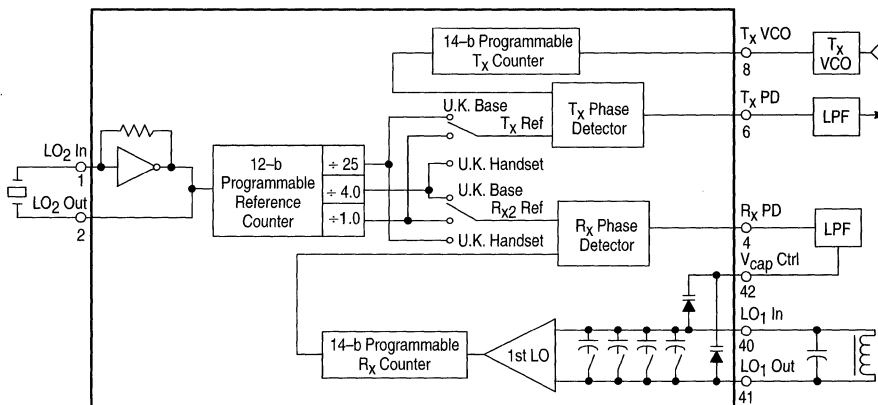 14–b Programmable
TX Counter
TX VCO
8
TX
VCO
U.K. Base
TX Ref
TX Phase
Detector
TX PD
6
LPF
LO2 In
1
LO2 Out
2
12–b
Programmable
Reference
Counter
÷ 25
÷ 4.0
÷1.0
U.K. Handset
U.K. Base
RX2 Ref
U.K. Handset
RX Phase
Detector
RX PD
4
LPF
Vcap Ctrl
42
14–b Programmable
RX Counter
1st LO
LO1 In
40
LO1 Out
41